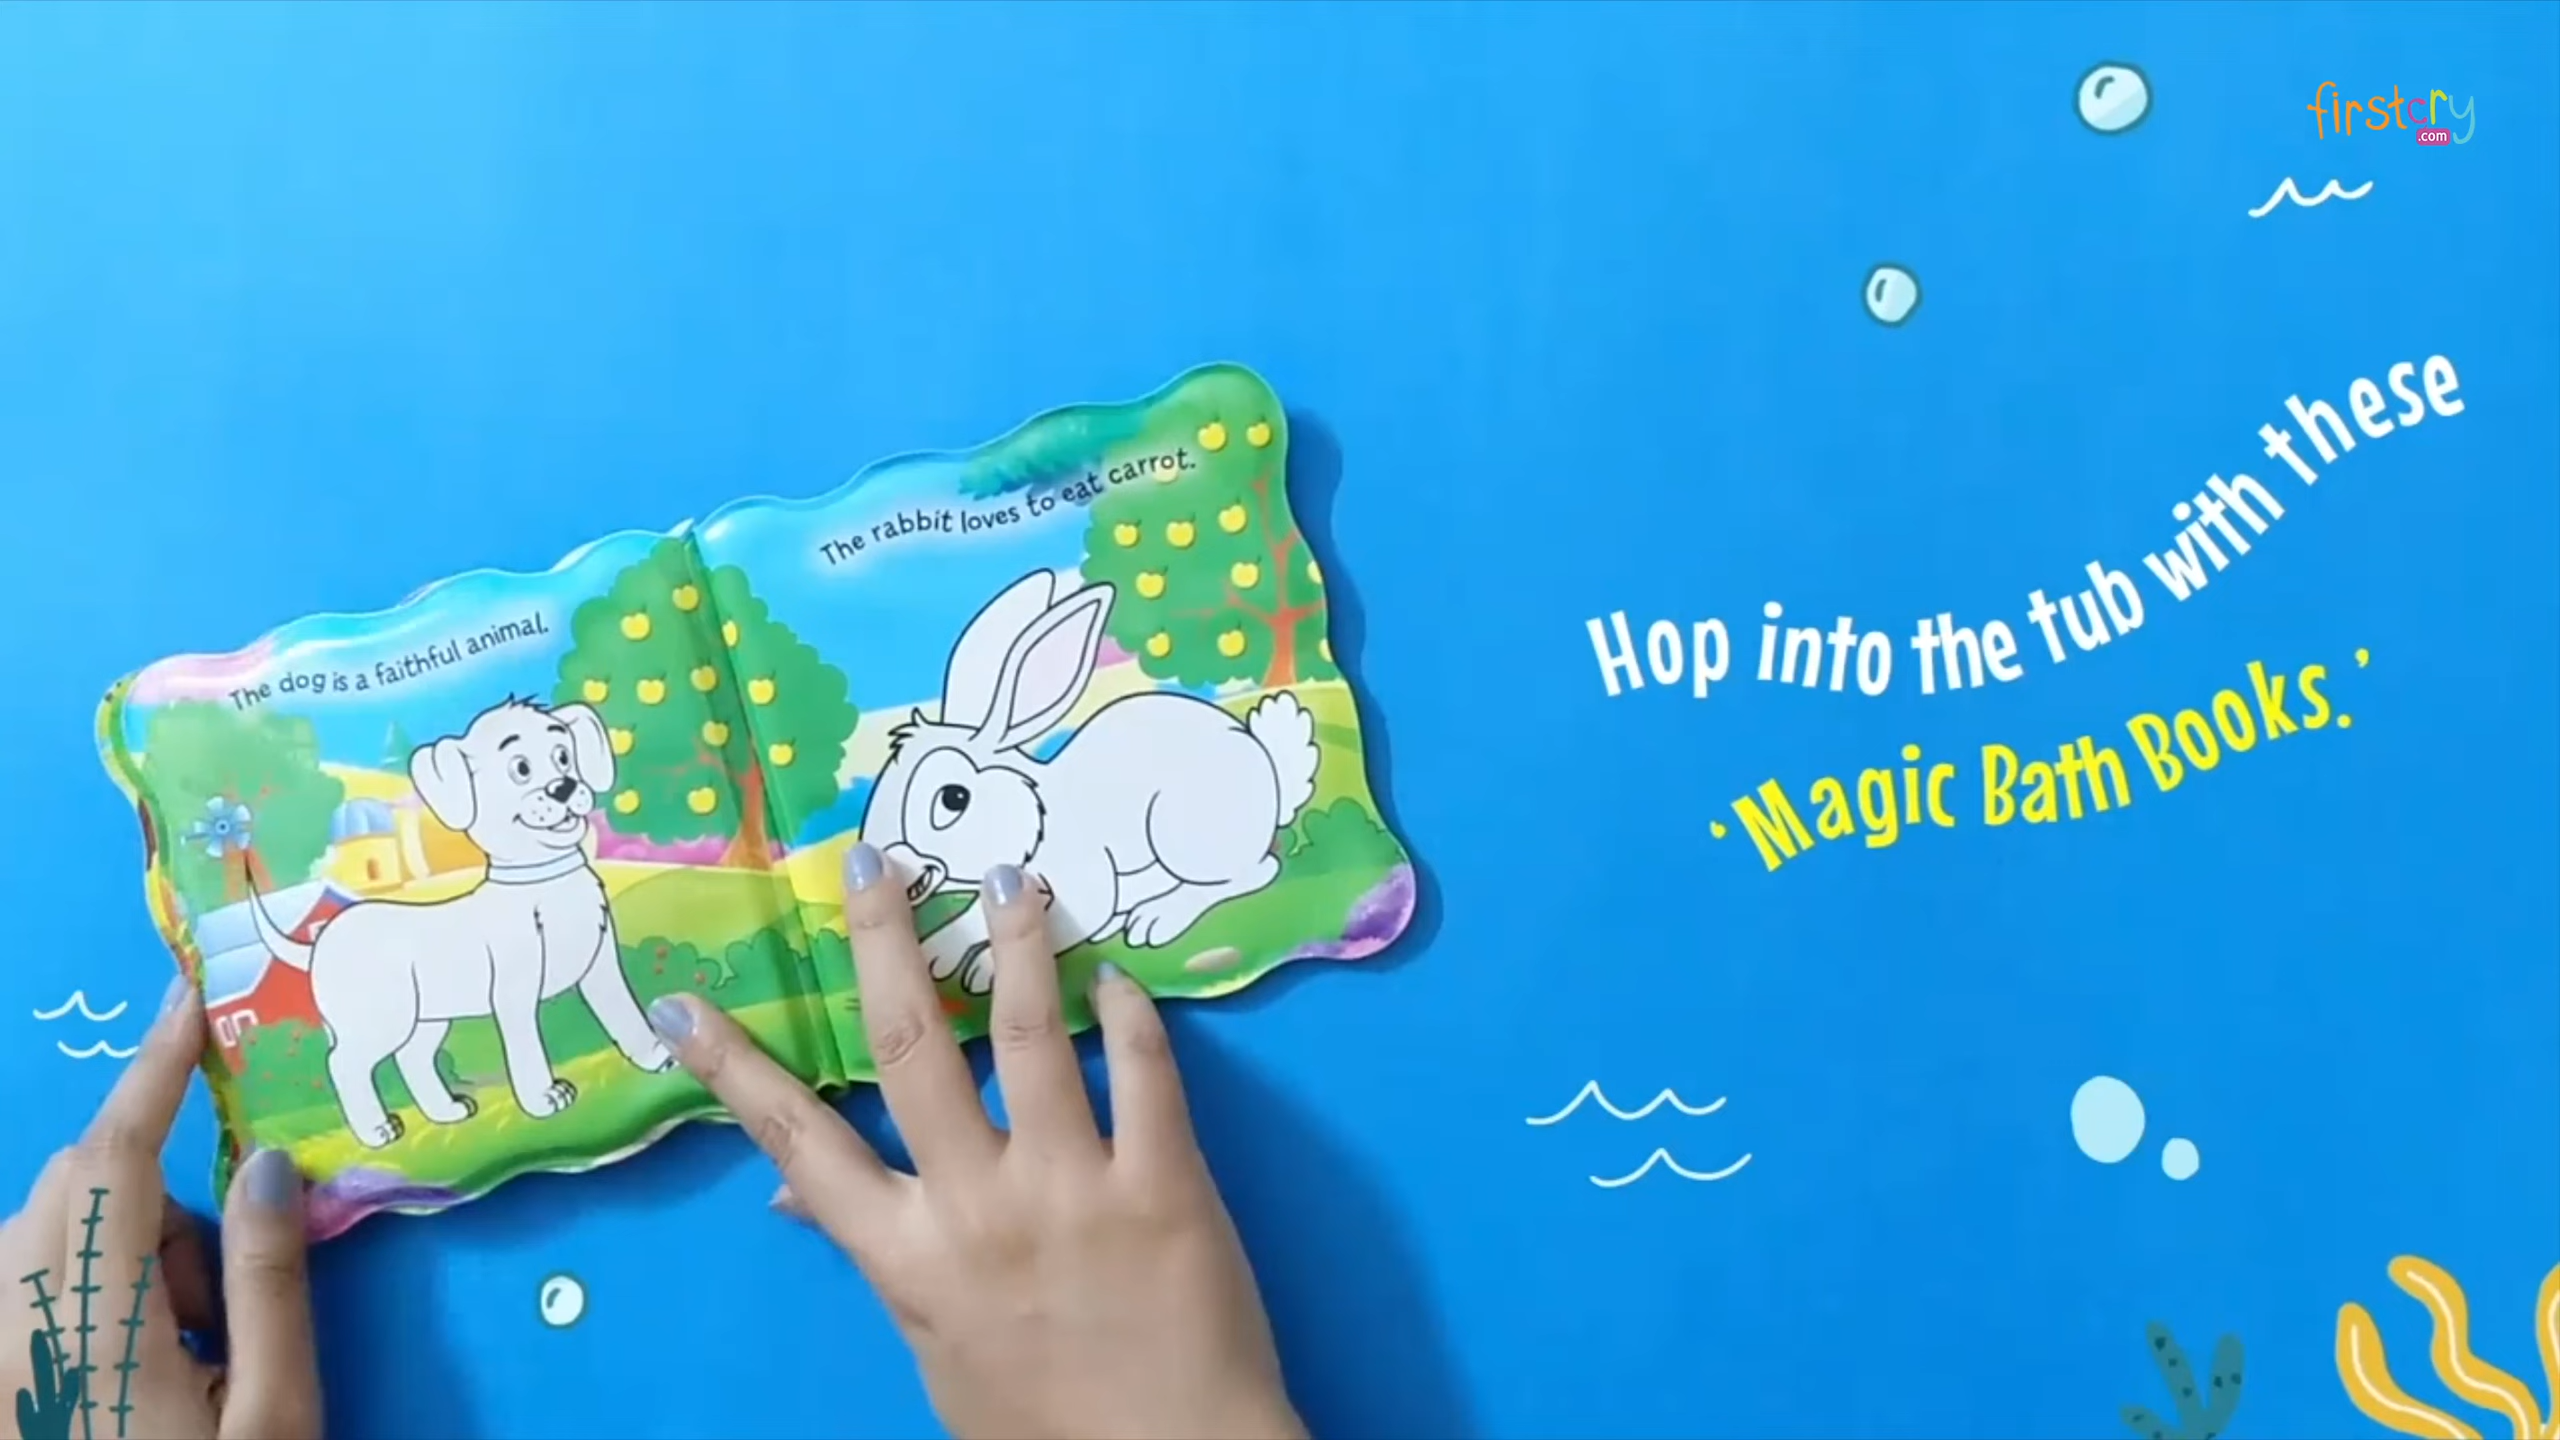 firstcry
.com
The dog is a faithful animal.
The rabbit loves to eat carrot.
Hop into the tub with these
‘Magic Bath Books.’